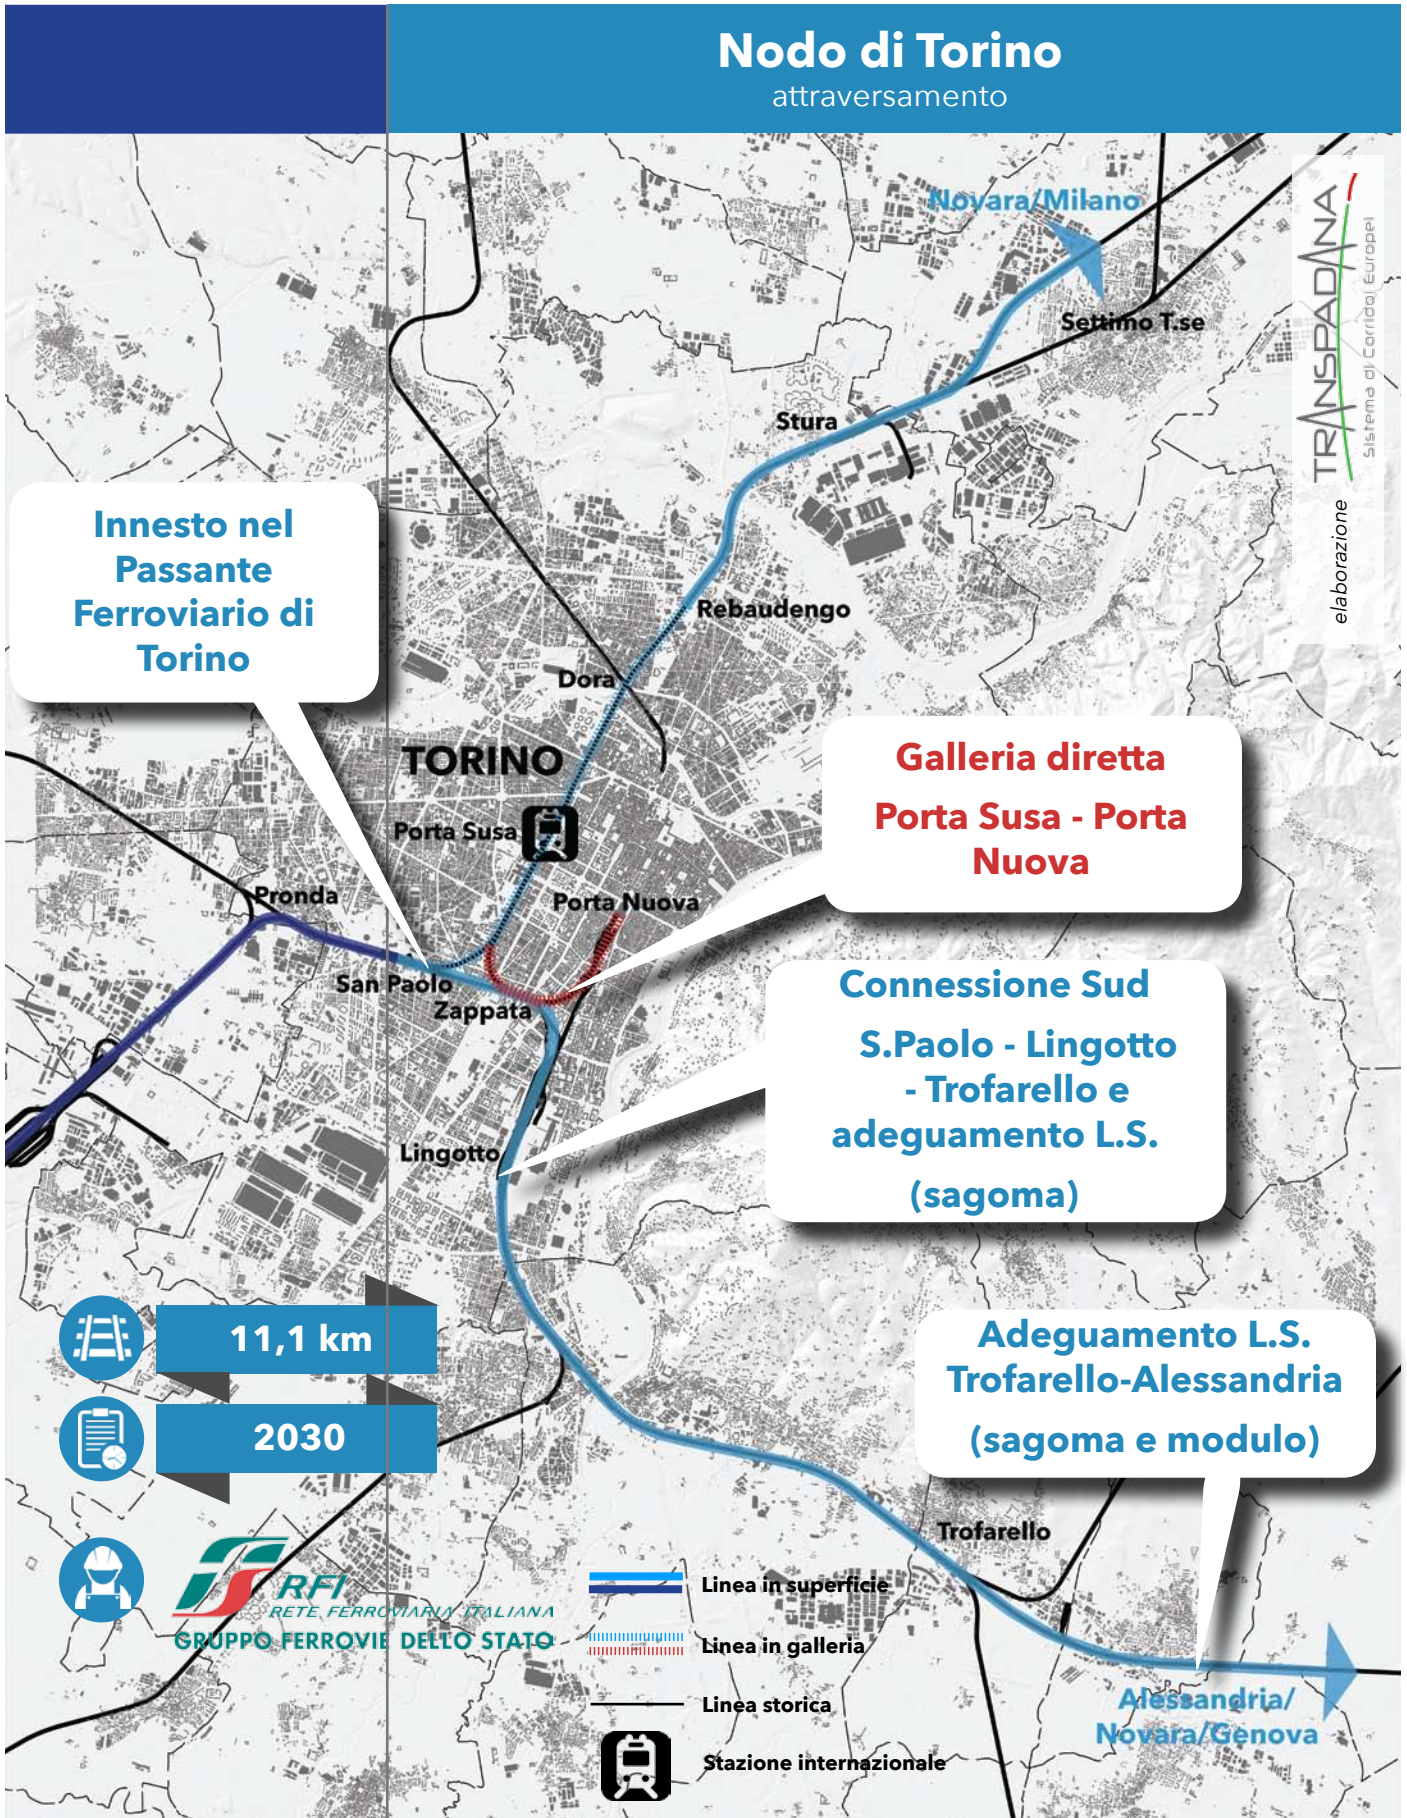 Nodo di Torino
attraversamento
Novara/Milano
Settimo T.se
TRANSPADANA
Sistema di Corridoi Europei
elaborazione
Stura
Innesto nel
Passante
Ferroviario di
Torino
Rebaudengo
Dora
TORINO
Porta Susa
Galleria diretta
Porta Susa - Porta
Nuova
Pronda
Porta Nuova
San Paolo
Zappata
Connessione Sud
S.Paolo - Lingotto
- Trofarello e
adeguamento L.S.
(sagoma)
Lingotto
11,1 km
2030
Adeguamento L.S.
Trofarello-Alessandria
(sagoma e modulo)
Trofarello
RFI
RETE FERROVIARIA ITALIANA
GRUPPO FERROVIE DELLO STATO
Linea in superficie
Linea in galleria
Linea storica
Stazione internazionale
Alessandria/
Novara/Genova